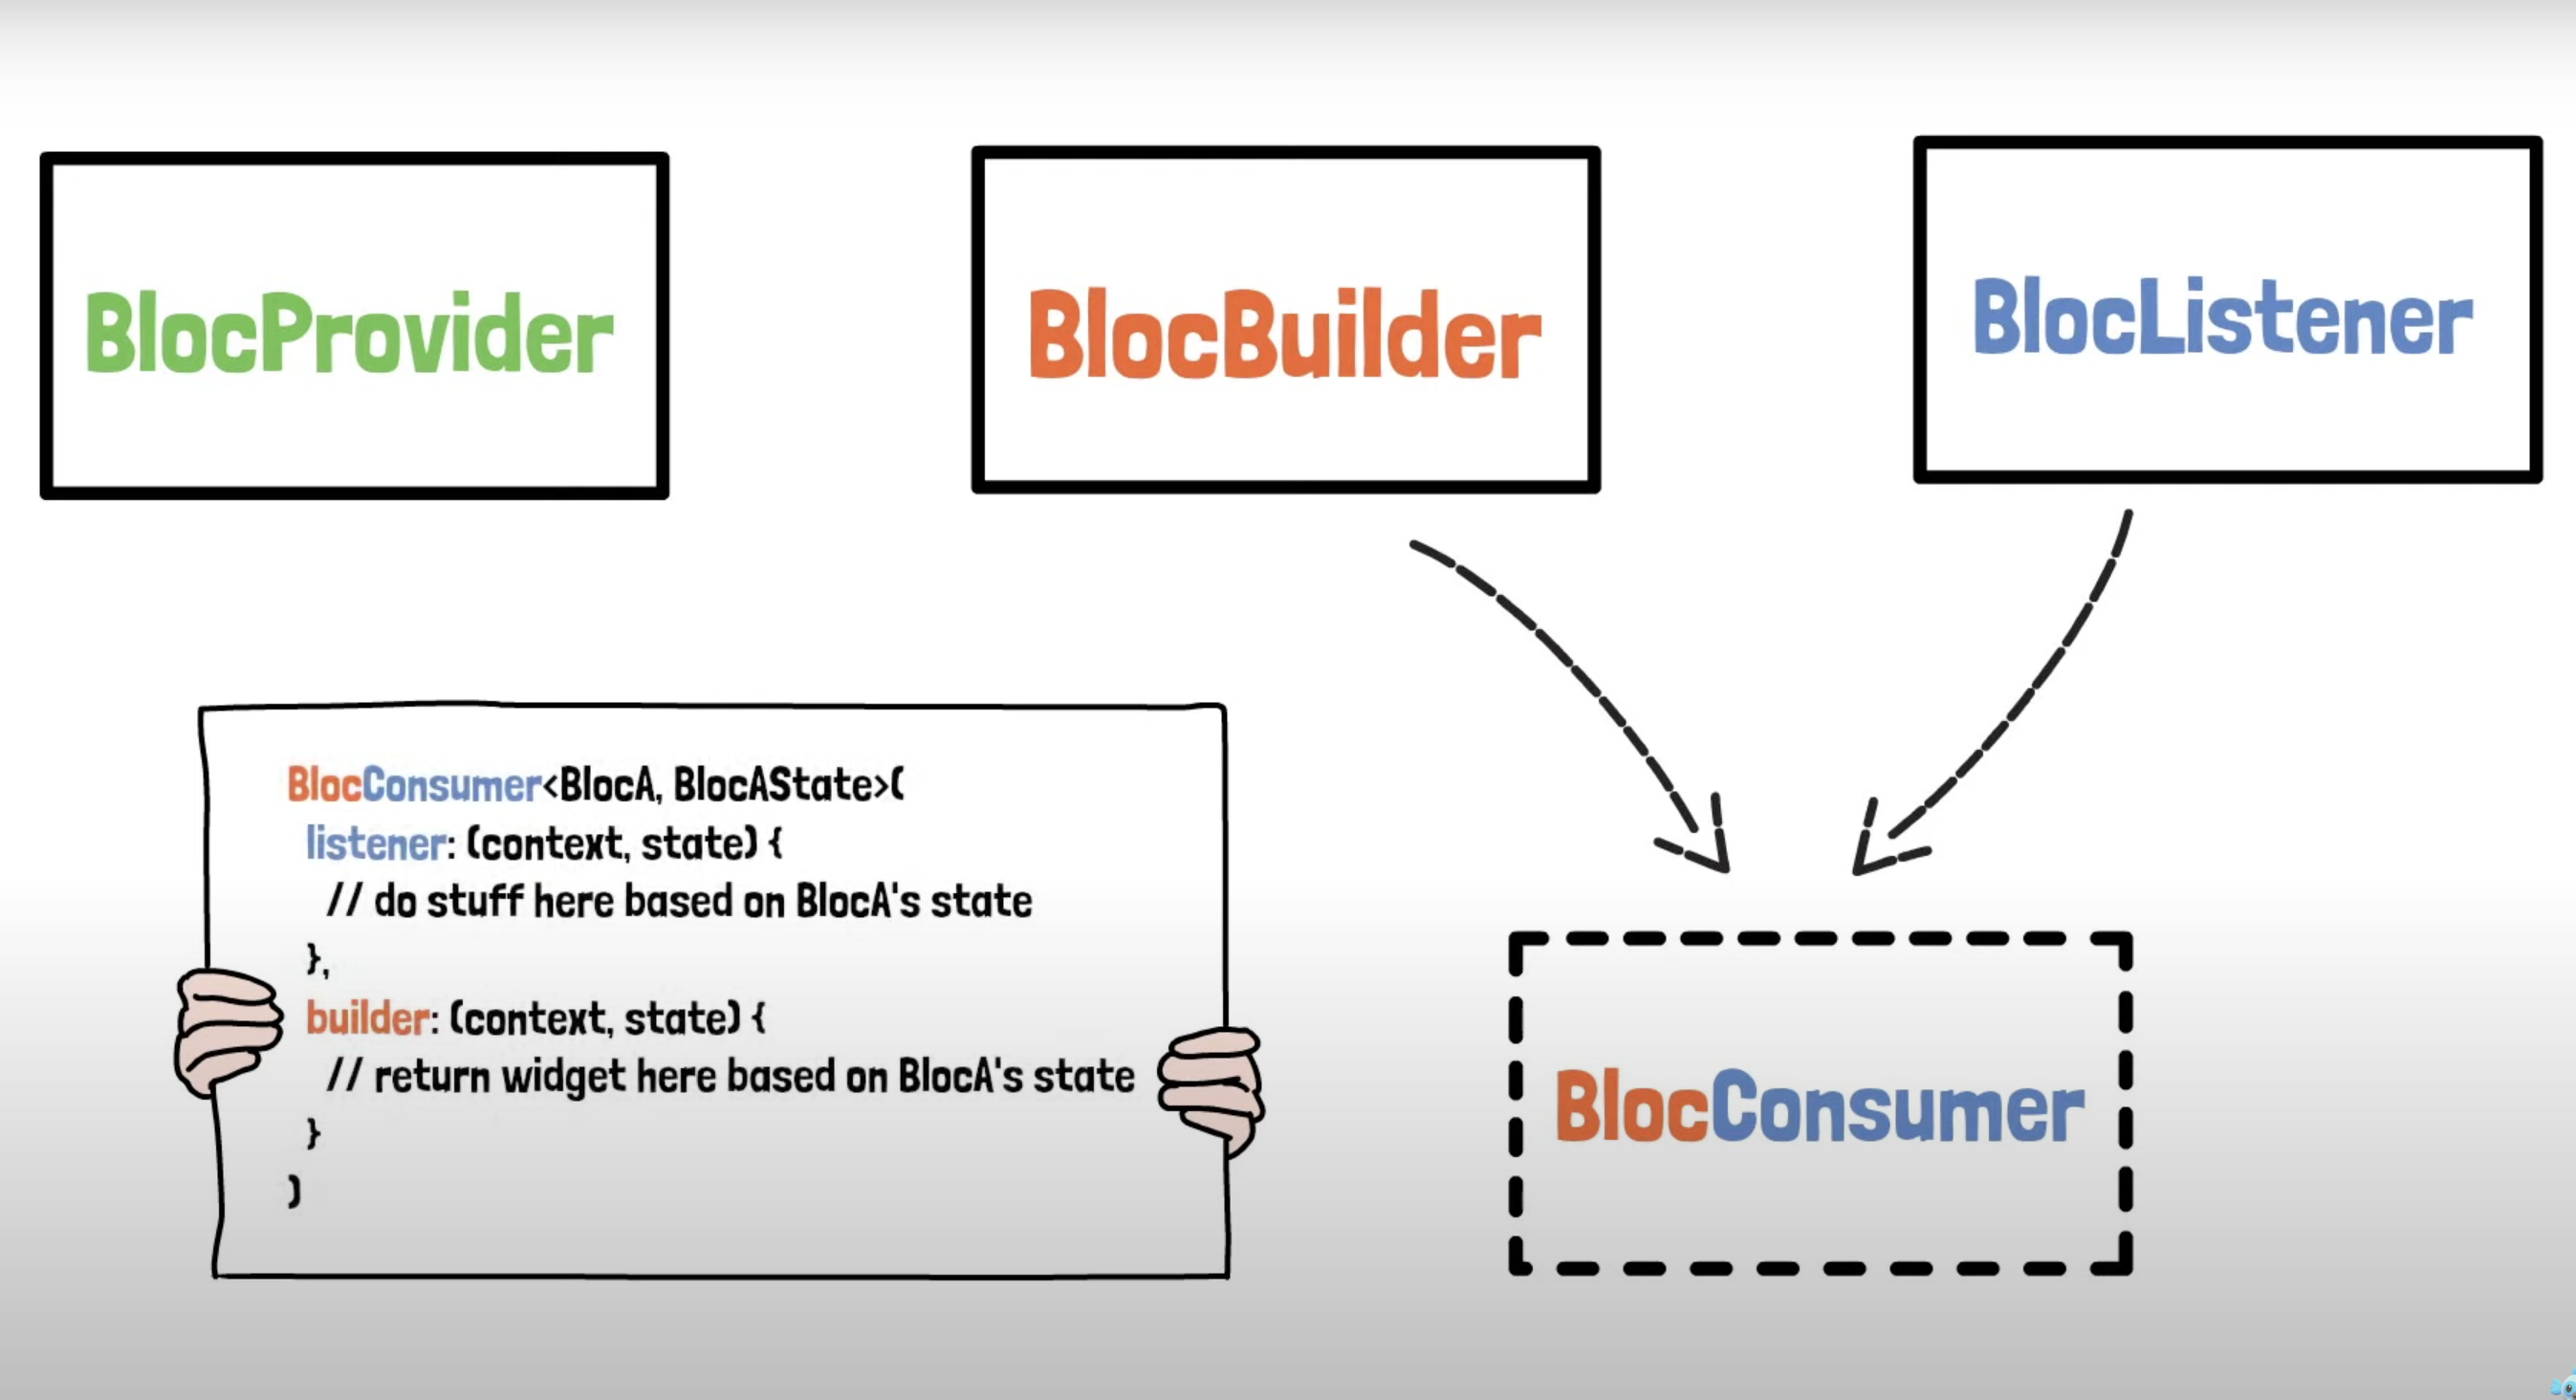 BlocProvider
BlocBuilder
BlocListener
BlocConsumer<BlocA, BlocAState>(
listener: (context, state) {
// do stuff here based on BlocA's state
},
builder: (context, state) {
// return widget here based on BlocA's state
}
)
BlocConsumer